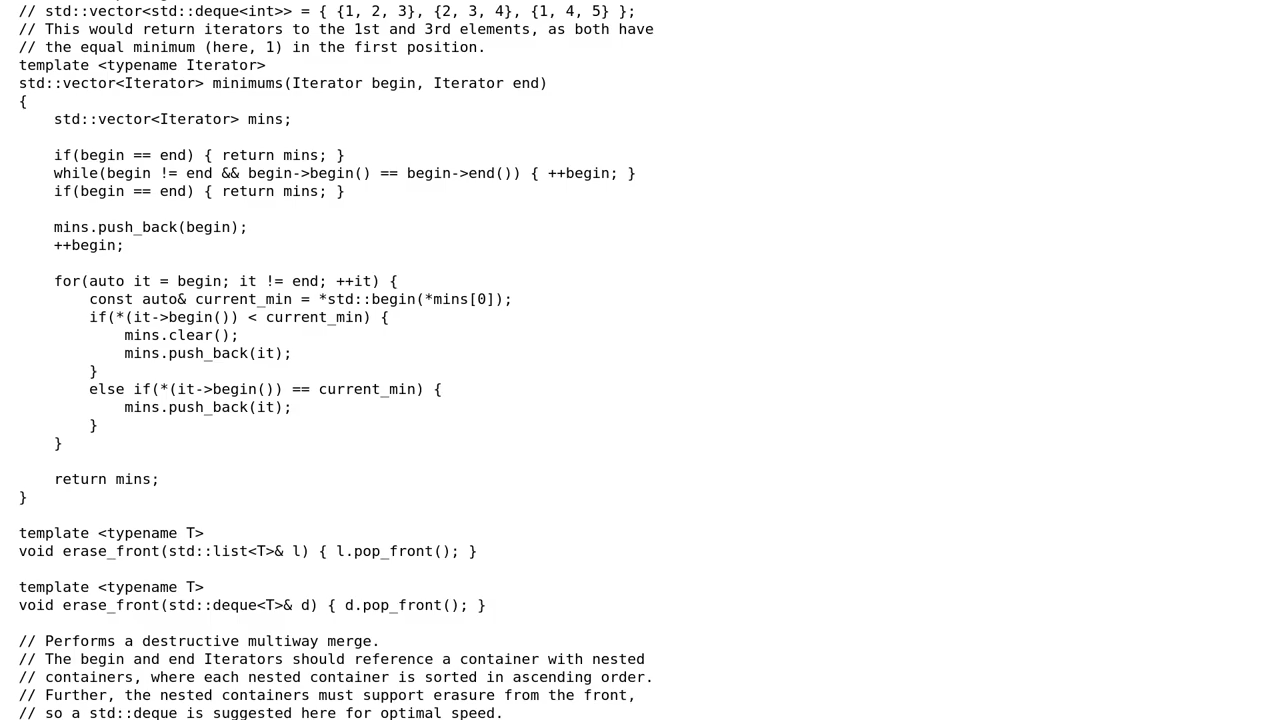 // std::vector<std::deque<int>> = { {1, 2, 3}, {2, 3, 4}, {1, 4, 5} };
// This would return iterators to the 1st and 3rd elements, as both have
// the equal minimum (here, 1) in the first position.
template <typename Iterator>
std::vector<Iterator> minimums(Iterator begin, Iterator end)
{
    std::vector<Iterator> mins;

    if(begin == end) { return mins; }
    while(begin != end && begin->begin() == begin->end()) { ++begin; }
    if(begin == end) { return mins; }

    mins.push_back(begin);
    ++begin;

    for(auto it = begin; it != end; ++it) {
        const auto& current_min = *std::begin(*mins[0]);
        if(*(it->begin()) < current_min) {
            mins.clear();
            mins.push_back(it);
        }
        else if(*(it->begin()) == current_min) {
            mins.push_back(it);
        }
    }

    return mins;
}

template <typename T>
void erase_front(std::list<T>& l) { l.pop_front(); }

template <typename T>
void erase_front(std::deque<T>& d) { d.pop_front(); }

// Performs a destructive multiway merge.
// The begin and end Iterators should reference a container with nested
// containers, where each nested container is sorted in ascending order.
// Further, the nested containers must support erasure from the front,
// so a std::deque is suggested here for optimal speed.